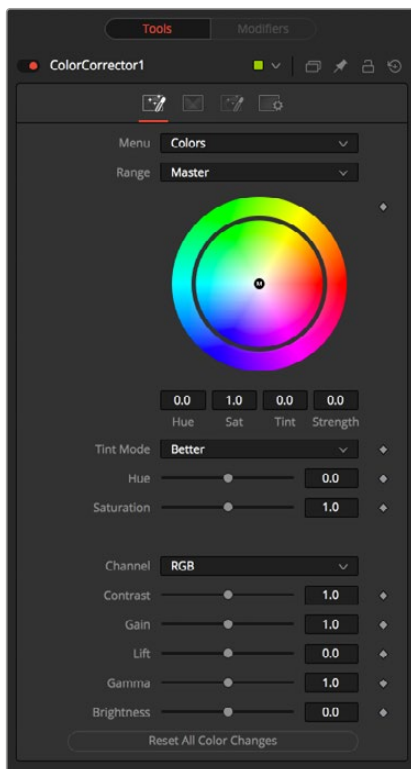 Tools Modifiers
ColorCorrector1
Menu Colors
Range Master
M
0.0 1.0 0.0 0.0
Hue Sat Tint Strength
Tint Mode Better
Hue 0.0
Saturation 1.0
Channel RGB
Contrast 1.0
Gain 1.0
Lift 0.0
Gamma 1.0
Brightness 0.0
Reset All Color Changes